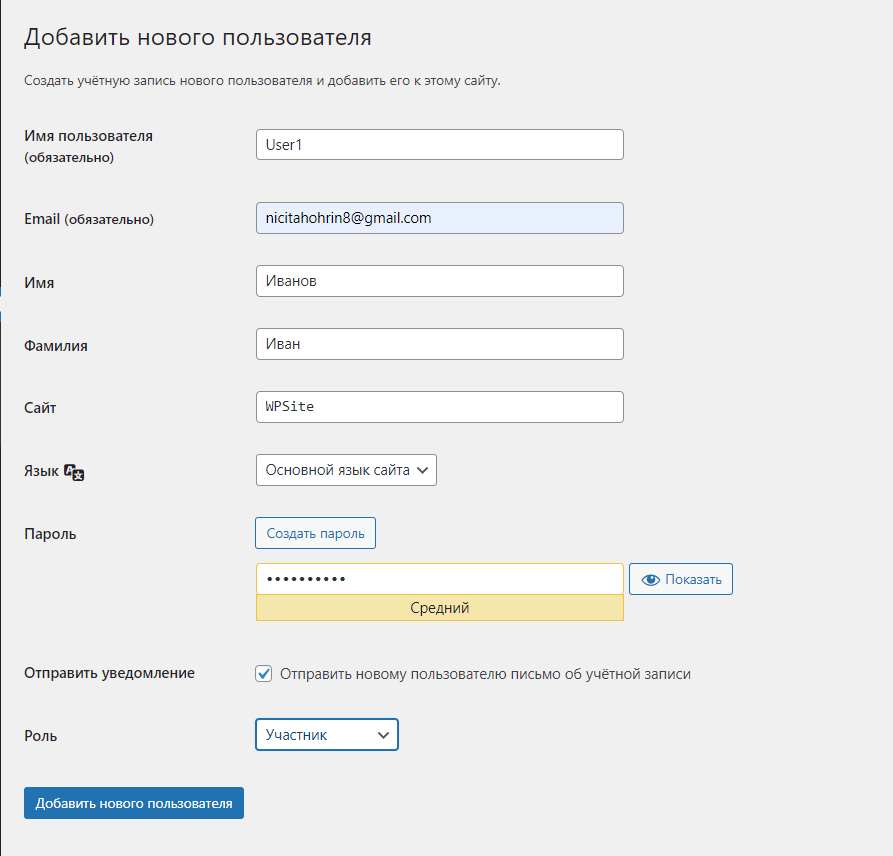 Добавить нового пользователя
Создать учётную запись нового пользователя и добавить его к этому сайту.
Имя пользователя
(обязательно)
User1
Email (обязательно)
nicitahohrin8@gmail.com
Имя
Иванов
Фамилия
Иван
Сайт
WPSite
Язык
Основной язык сайта
Пароль
Создать пароль
••••••••••
Показать
Средний
Отправить уведомление
Отправить новому пользователю письмо об учётной записи
Роль
Участник
Добавить нового пользователя